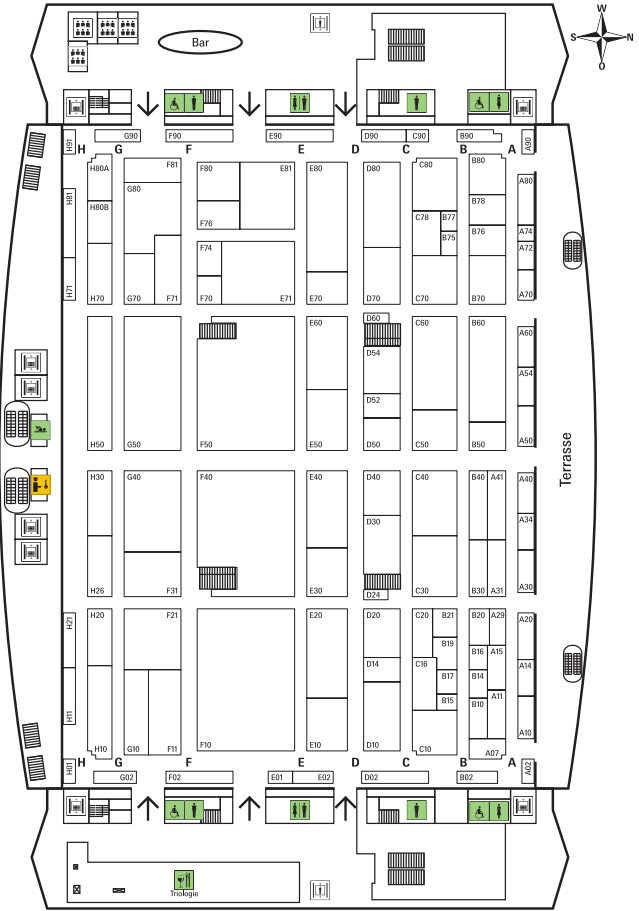 W
S N
O
Bar
H91 G90 F90 E90 D90 C90 B90 A90
H G F E D C B A
H80A F81 F80 E81 E80 D80 C80 B80 A80
H81 G80
H80B F76 C78 B77 B78
B75 B76 A74
F74 A72
H71 H70 G70 F71 F70 E71 E70 D70 C70 B70 A70
D60
E60 C60 B60 A60
D54
A54
D52
H50 G50 F50 E50 D50 C50 B50 A50
Terrasse
H30 G40 F40 E40 D40 C40 B40 A41 A40
D30 A34
H26 F31 E30 D24 C30 B30 A31 A30
H21 H20 F21 E20 D20 C20 B21 B20 A29 A20
B19 B16 A15
D14 C16 A14
B17 B14
H11 B15 B10 A11 A10
H10 G10 F11 F10 E10 D10 C10 A07
H G F E D C B A
H01 G02 F02 E01 E02 D02 B02 A02
Triologie